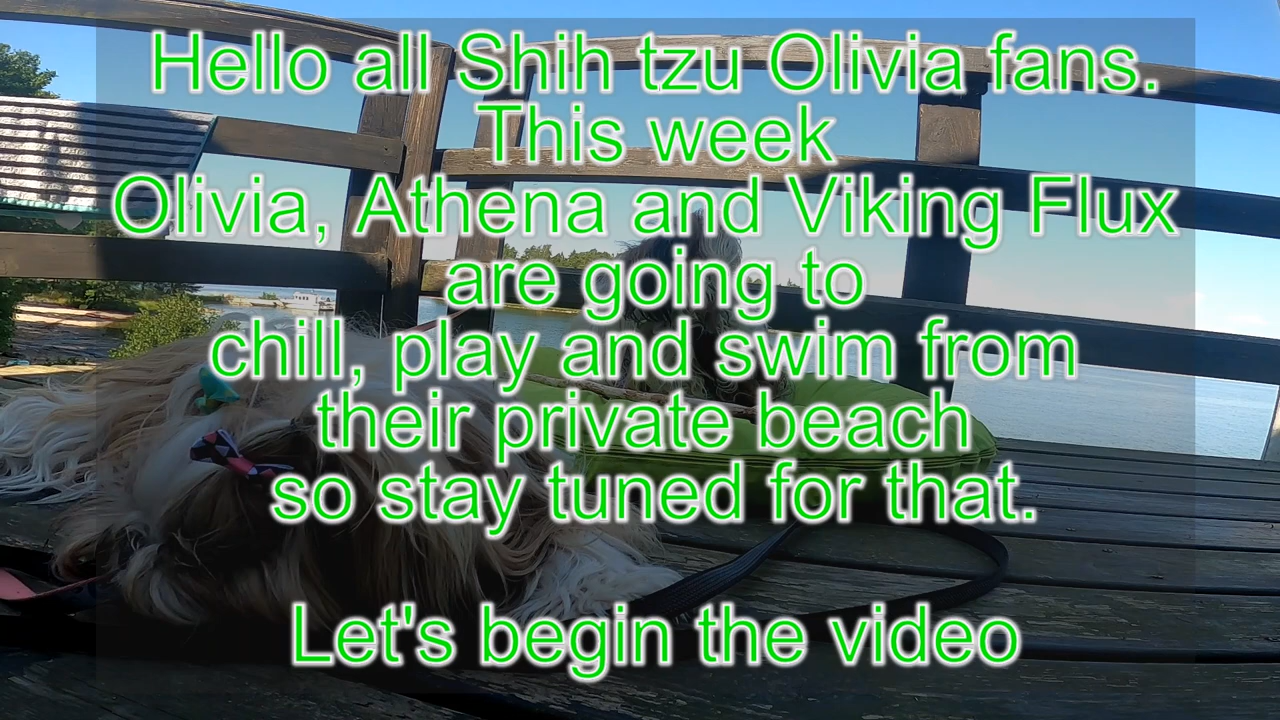 Hello all Shih tzu Olivia fans.
This week
Olivia, Athena and Viking Flux
are going to
chill, play and swim from
their private beach
so stay tuned for that.
Let's begin the video